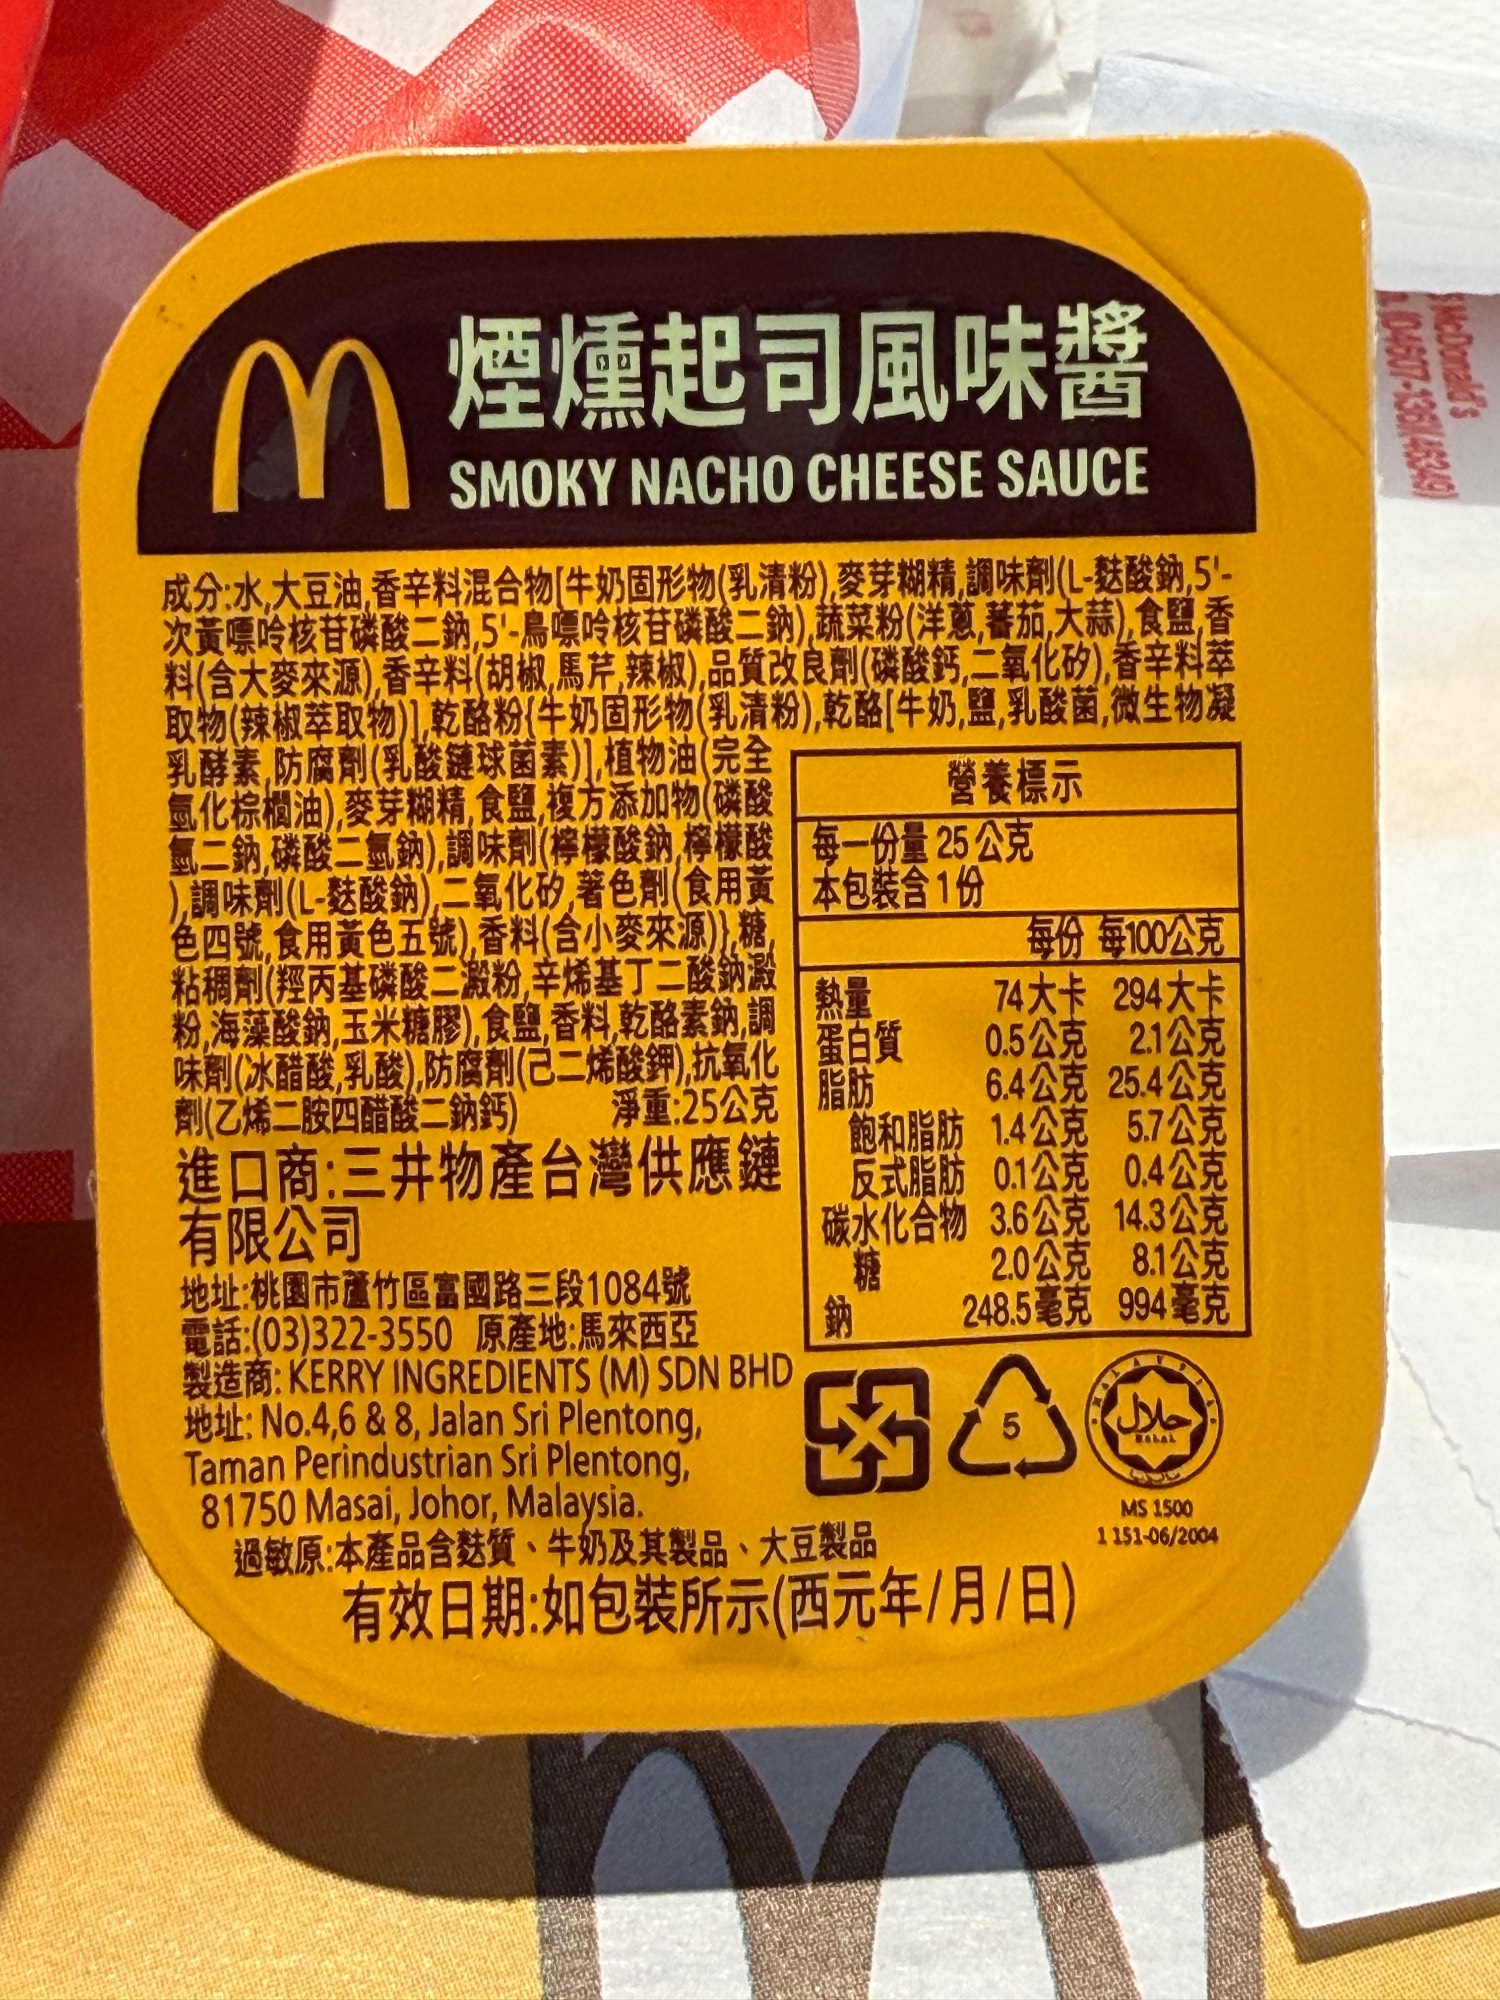 煙燻起司風味醬
SMOKY NACHO CHEESE SAUCE
成分:水,大豆油,香辛料混合物[牛奶固形物(乳清粉),麥芽糊精,調味劑(L-麩酸鈉,5'-
次黃嘌呤核苷磷酸二鈉,5'-鳥嘌呤核苷磷酸二鈉),蔬菜粉(洋蔥,蕃茄,大蒜),食鹽,香
料(含大麥來源),香辛料(胡椒,馬芹,辣椒),品質改良劑(磷酸鈣,二氧化矽),香辛料萃
取物(辣椒萃取物)],乾酪粉{牛奶固形物(乳清粉),乾酪[牛奶,鹽,乳酸菌,微生物凝
乳酵素,防腐劑(乳酸鏈球菌素)],植物油(完全
氫化棕櫚油),麥芽糊精,食鹽,複方添加物(磷酸
氫二鈉,磷酸二氫鈉),調味劑(檸檬酸鈉,檸檬酸
),調味劑(L-麩酸鈉),二氧化矽,著色劑(食用黃
色四號,食用黃色五號),香料(含小麥來源)},糖,
粘稠劑(羥丙基磷酸二澱粉,辛烯基丁二酸鈉澱
粉,海藻酸鈉,玉米糖膠),食鹽,香料,乾酪素鈉,調
味劑(冰醋酸,乳酸),防腐劑(己二烯酸鉀),抗氧化
劑(乙烯二胺四醋酸二鈉鈣) 淨重:25公克
進口商:三井物產台灣供應鏈
有限公司
地址:桃園市蘆竹區富國路三段1084號
電話:(03)322-3550 原產地:馬來西亞
製造商: KERRY INGREDIENTS (M) SDN BHD
地址: No.4,6 & 8, Jalan Sri Plentong,
Taman Perindustrian Sri Plentong,
81750 Masai, Johor, Malaysia.
過敏原:本產品含麩質、牛奶及其製品、大豆製品
有效日期:如包裝所示(西元年/月/日)
營養標示
每一份量 25 公克
本包裝含 1 份
每份 每100公克
熱量 74 大卡 294 大卡
蛋白質 0.5 公克 2.1 公克
脂肪 6.4 公克 25.4 公克
飽和脂肪 1.4 公克 5.7 公克
反式脂肪 0.1 公克 0.4 公克
碳水化合物 3.6 公克 14.3 公克
糖 2.0 公克 8.1 公克
鈉 248.5 毫克 994 毫克
5
MALAYSIA
حلال
HALAL
MS 1500
1 151-06/2004
McDonald's